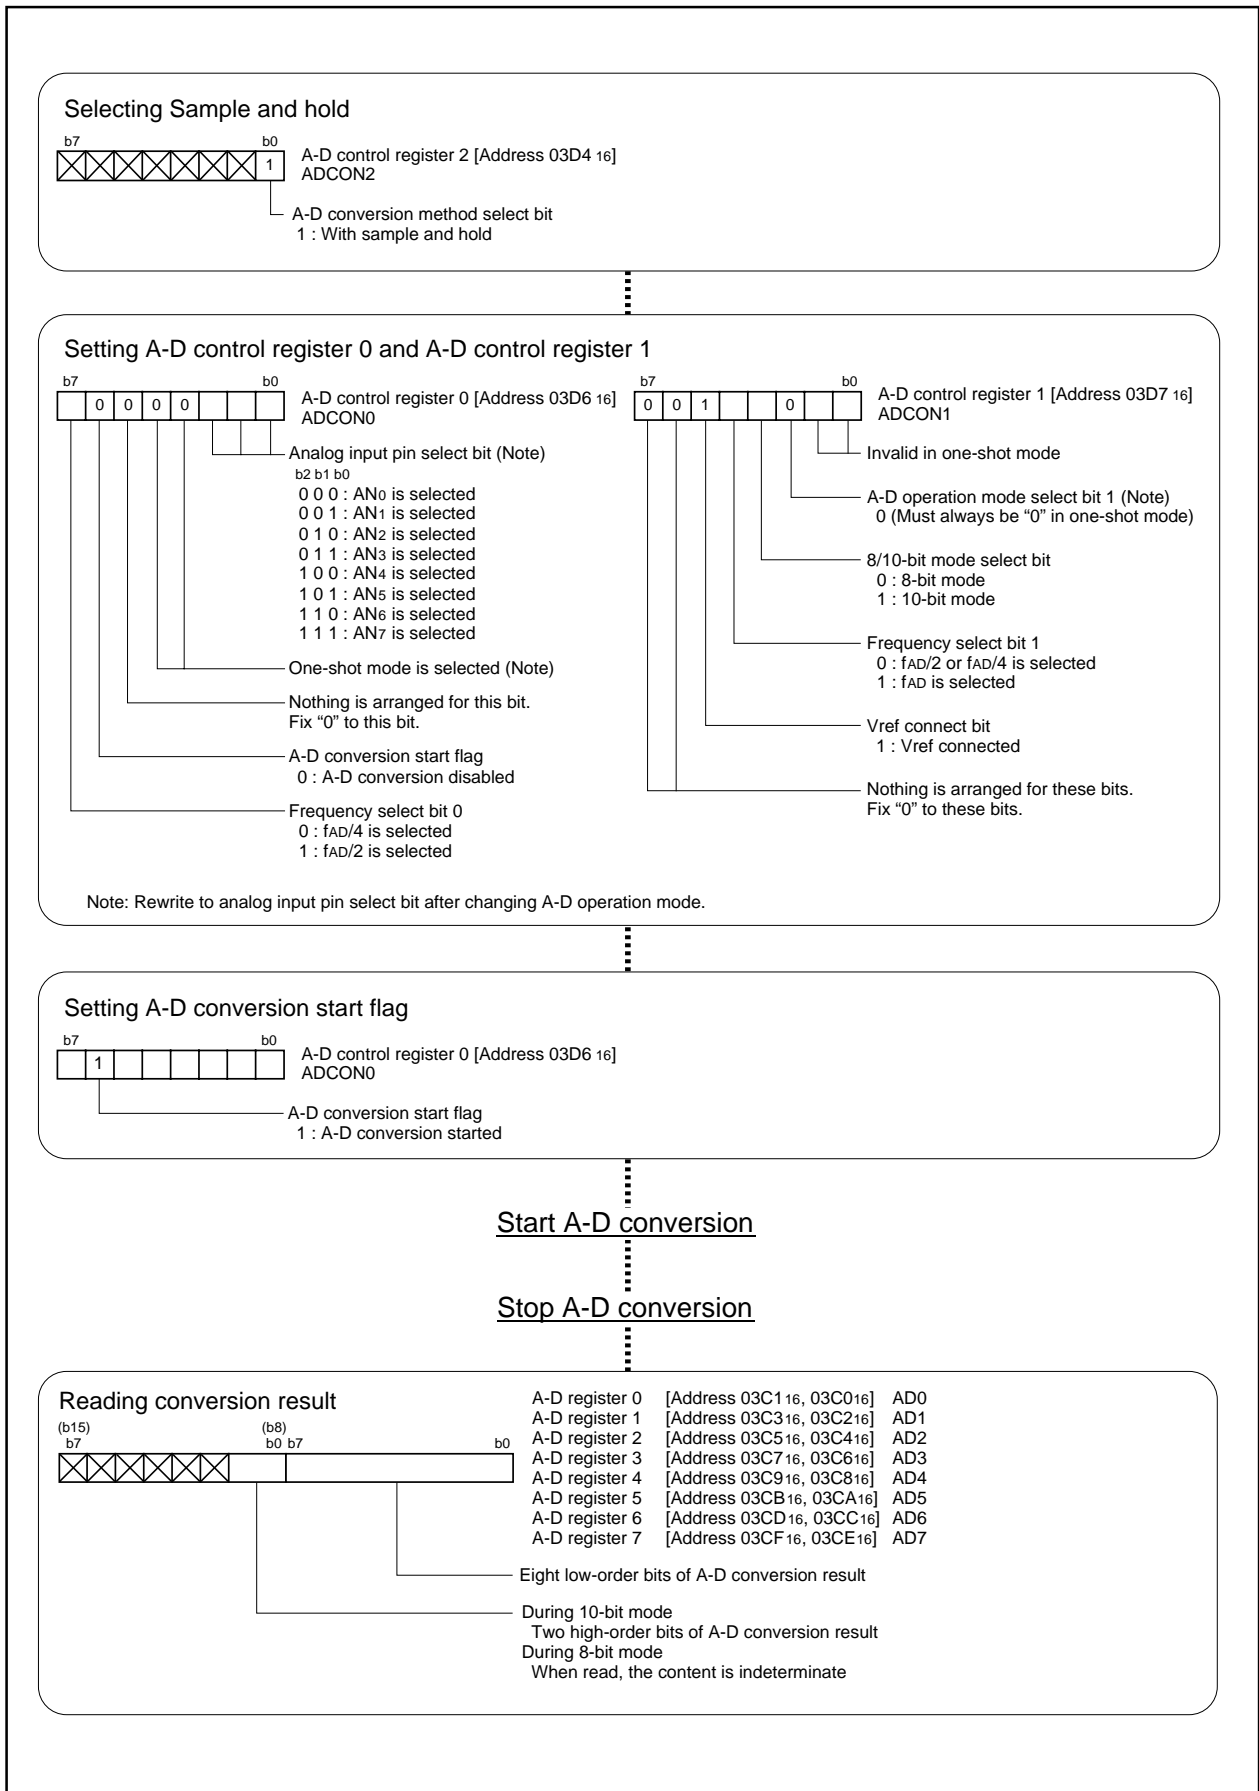 Selecting Sample and hold
b7 b0
1 A-D control register 2 [Address 03D4 16]
ADCON2
A-D conversion method select bit
1 : With sample and hold
Setting A-D control register 0 and A-D control register 1
b7 b0
0 0 0 0 A-D control register 0 [Address 03D6 16]
ADCON0
Analog input pin select bit (Note)
b2 b1 b0
0 0 0 : AN0 is selected
0 0 1 : AN1 is selected
0 1 0 : AN2 is selected
0 1 1 : AN3 is selected
1 0 0 : AN4 is selected
1 0 1 : AN5 is selected
1 1 0 : AN6 is selected
1 1 1 : AN7 is selected
One-shot mode is selected (Note)
Nothing is arranged for this bit.
Fix “0” to this bit.
A-D conversion start flag
0 : A-D conversion disabled
Frequency select bit 0
0 : fAD/4 is selected
1 : fAD/2 is selected
b7 b0
0 0 1 0 A-D control register 1 [Address 03D7 16]
ADCON1
Invalid in one-shot mode
A-D operation mode select bit 1 (Note)
0 (Must always be “0” in one-shot mode)
8/10-bit mode select bit
0 : 8-bit mode
1 : 10-bit mode
Frequency select bit 1
0 : fAD/2 or fAD/4 is selected
1 : fAD is selected
Vref connect bit
1 : Vref connected
Nothing is arranged for these bits.
Fix “0” to these bits.
Note: Rewrite to analog input pin select bit after changing A-D operation mode.
Setting A-D conversion start flag
b7 b0
1 A-D control register 0 [Address 03D6 16]
ADCON0
A-D conversion start flag
1 : A-D conversion started
Start A-D conversion
Stop A-D conversion
Reading conversion result
(b15) (b8)
b7 b0 b7 b0
A-D register 0 [Address 03C1 16, 03C0 16] AD0
A-D register 1 [Address 03C3 16, 03C2 16] AD1
A-D register 2 [Address 03C5 16, 03C4 16] AD2
A-D register 3 [Address 03C7 16, 03C6 16] AD3
A-D register 4 [Address 03C9 16, 03C8 16] AD4
A-D register 5 [Address 03CB 16, 03CA 16] AD5
A-D register 6 [Address 03CD 16, 03CC 16] AD6
A-D register 7 [Address 03CF 16, 03CE 16] AD7
Eight low-order bits of A-D conversion result
During 10-bit mode
Two high-order bits of A-D conversion result
During 8-bit mode
When read, the content is indeterminate